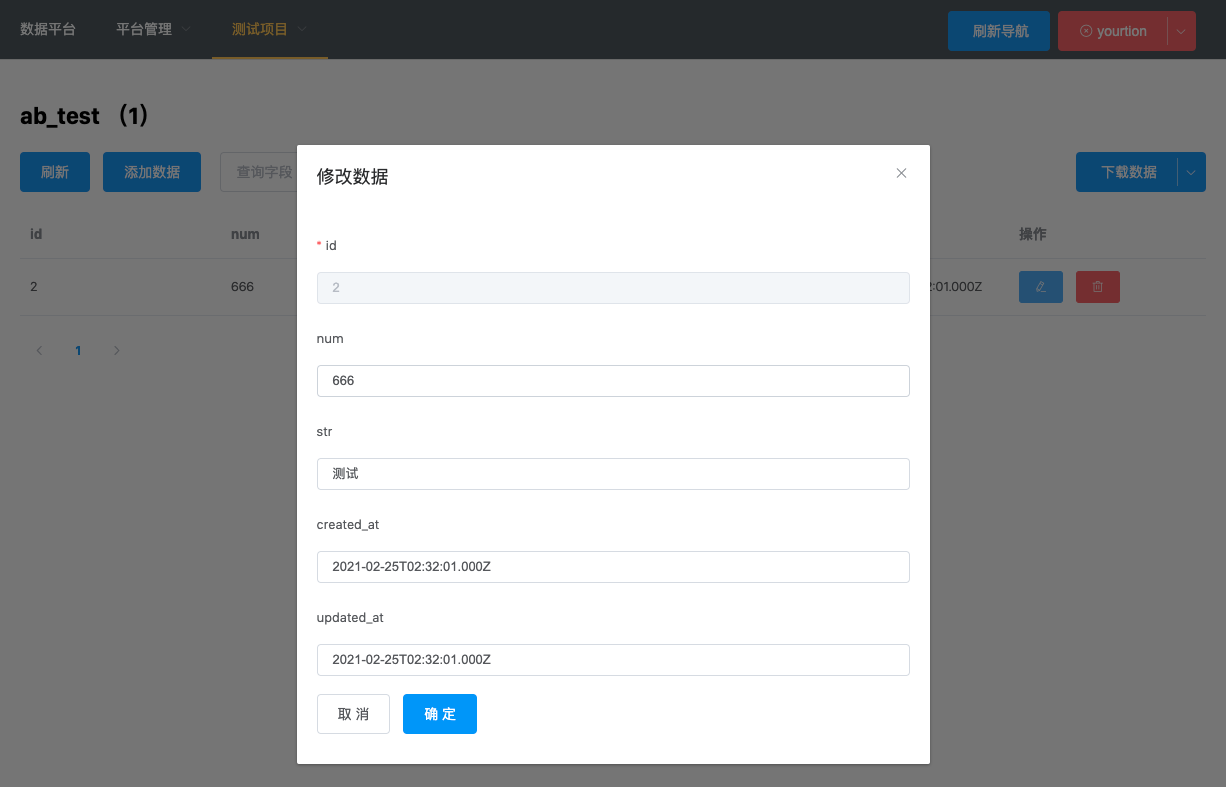 数据平台 平台管理 测试项目 刷新导航 yourtion
ab_test （1）
刷新 添加数据 查询字段 下载数据
id num 操作
2 666 :01.000Z
1
修改数据
* id
2
num
666
str
测试
created_at
2021-02-25T02:32:01.000Z
updated_at
2021-02-25T02:32:01.000Z
取 消 确 定